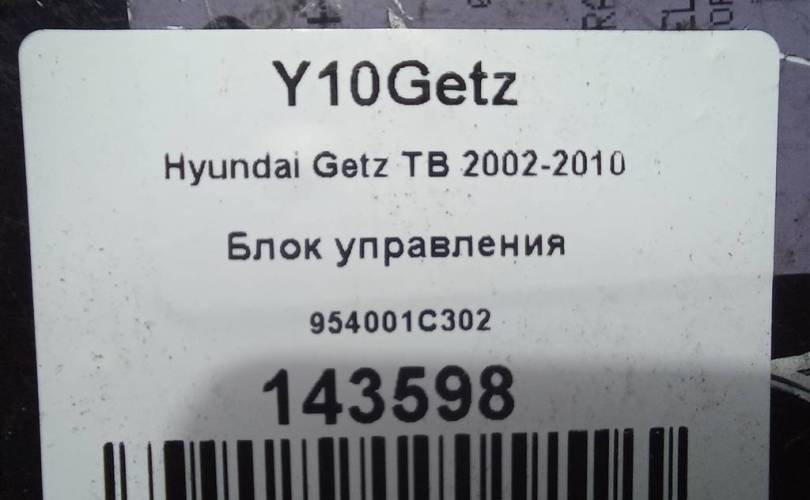 Y10Getz
Hyundai Getz TB 2002-2010
Блок управления
954001C302
143598